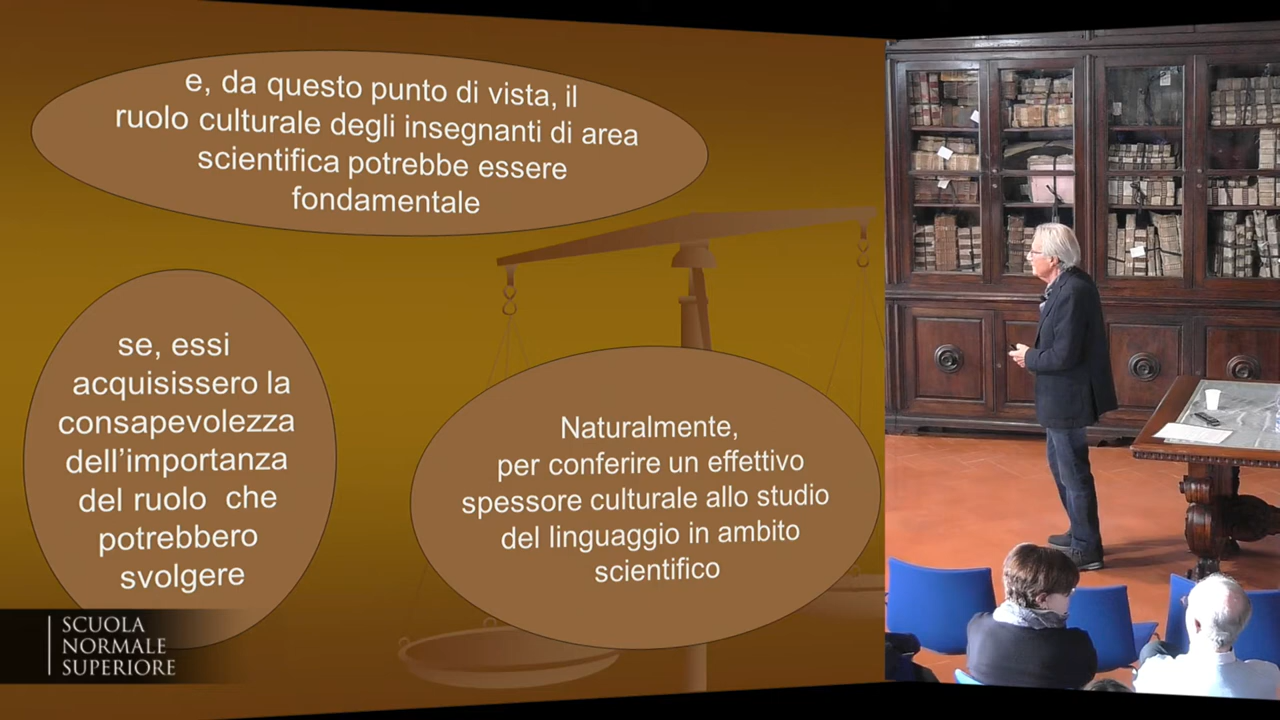 e, da questo punto di vista, il
ruolo culturale degli insegnanti di area
scientifica potrebbe essere
fondamentale
se, essi
acquisissero la
consapevolezza
dell’importanza
del ruolo che
potrebbero
svolgere
Naturalmente,
per conferire un effettivo
spessore culturale allo studio
del linguaggio in ambito
scientifico
SCUOLA
NORMALE
SUPERIORE